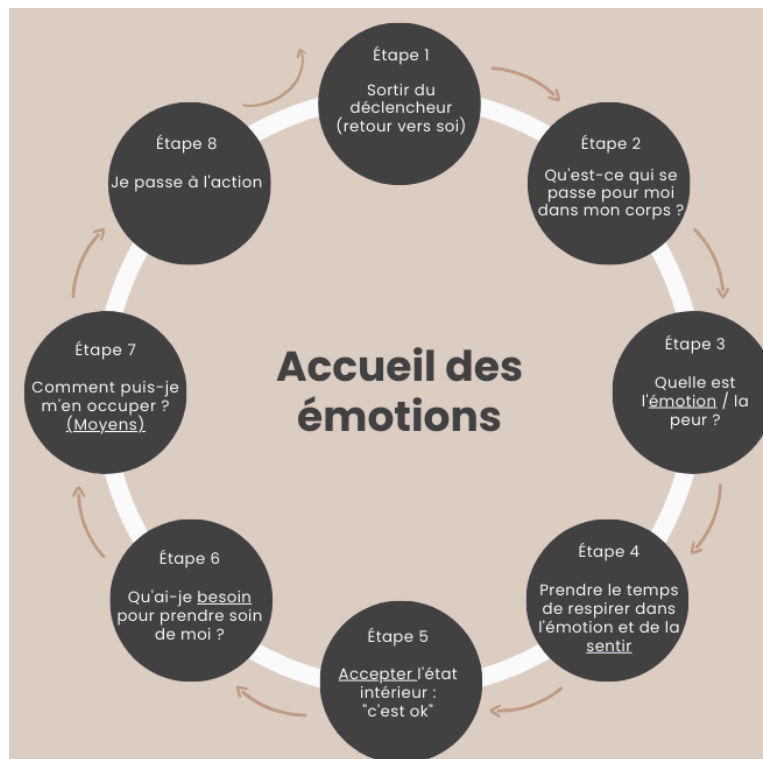 Étape 1
Sortir du
déclencheur
(retour vers soi)
Étape 2
Qu'est-ce qui se
passe pour moi
dans mon corps ?
Étape 3
Quelle est
l'émotion / la
peur ?
Étape 4
Prendre le temps
de respirer dans
l'émotion et de la
sentir
Étape 5
Accepter l'état
intérieur :
"c'est ok"
Étape 6
Qu'ai-je besoin
pour prendre soin
de moi ?
Étape 7
Comment puis-je
m'en occuper ?
(Moyens)
Étape 8
Je passe à l'action
Accueil des
émotions